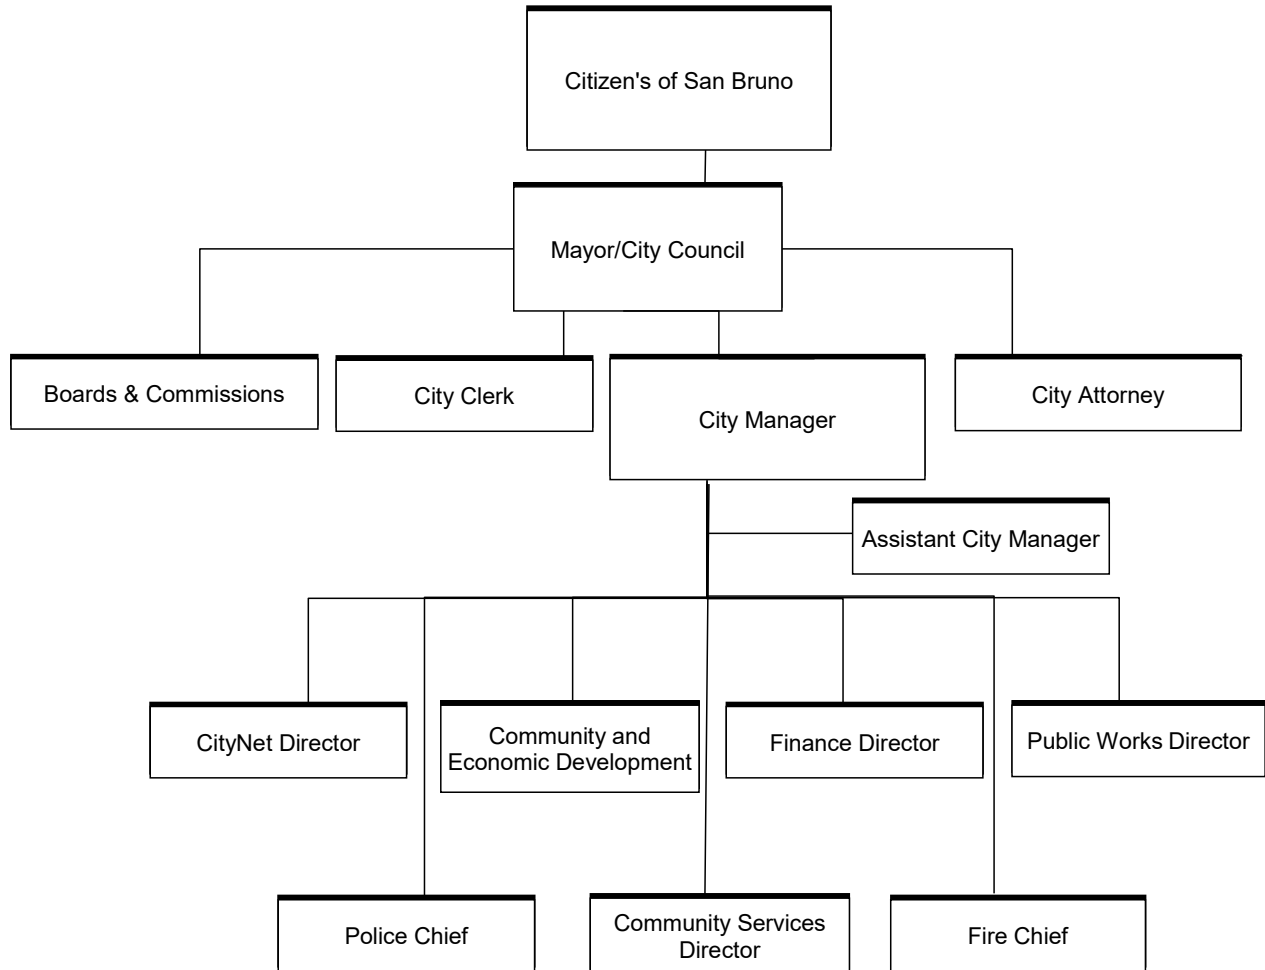 Citizen's of San Bruno
Mayor/City Council
Boards & Commissions
City Clerk
City Manager
City Attorney
Assistant City Manager
CityNet Director
Community and
Economic Development
Finance Director
Public Works Director
Police Chief
Community Services
Director
Fire Chief